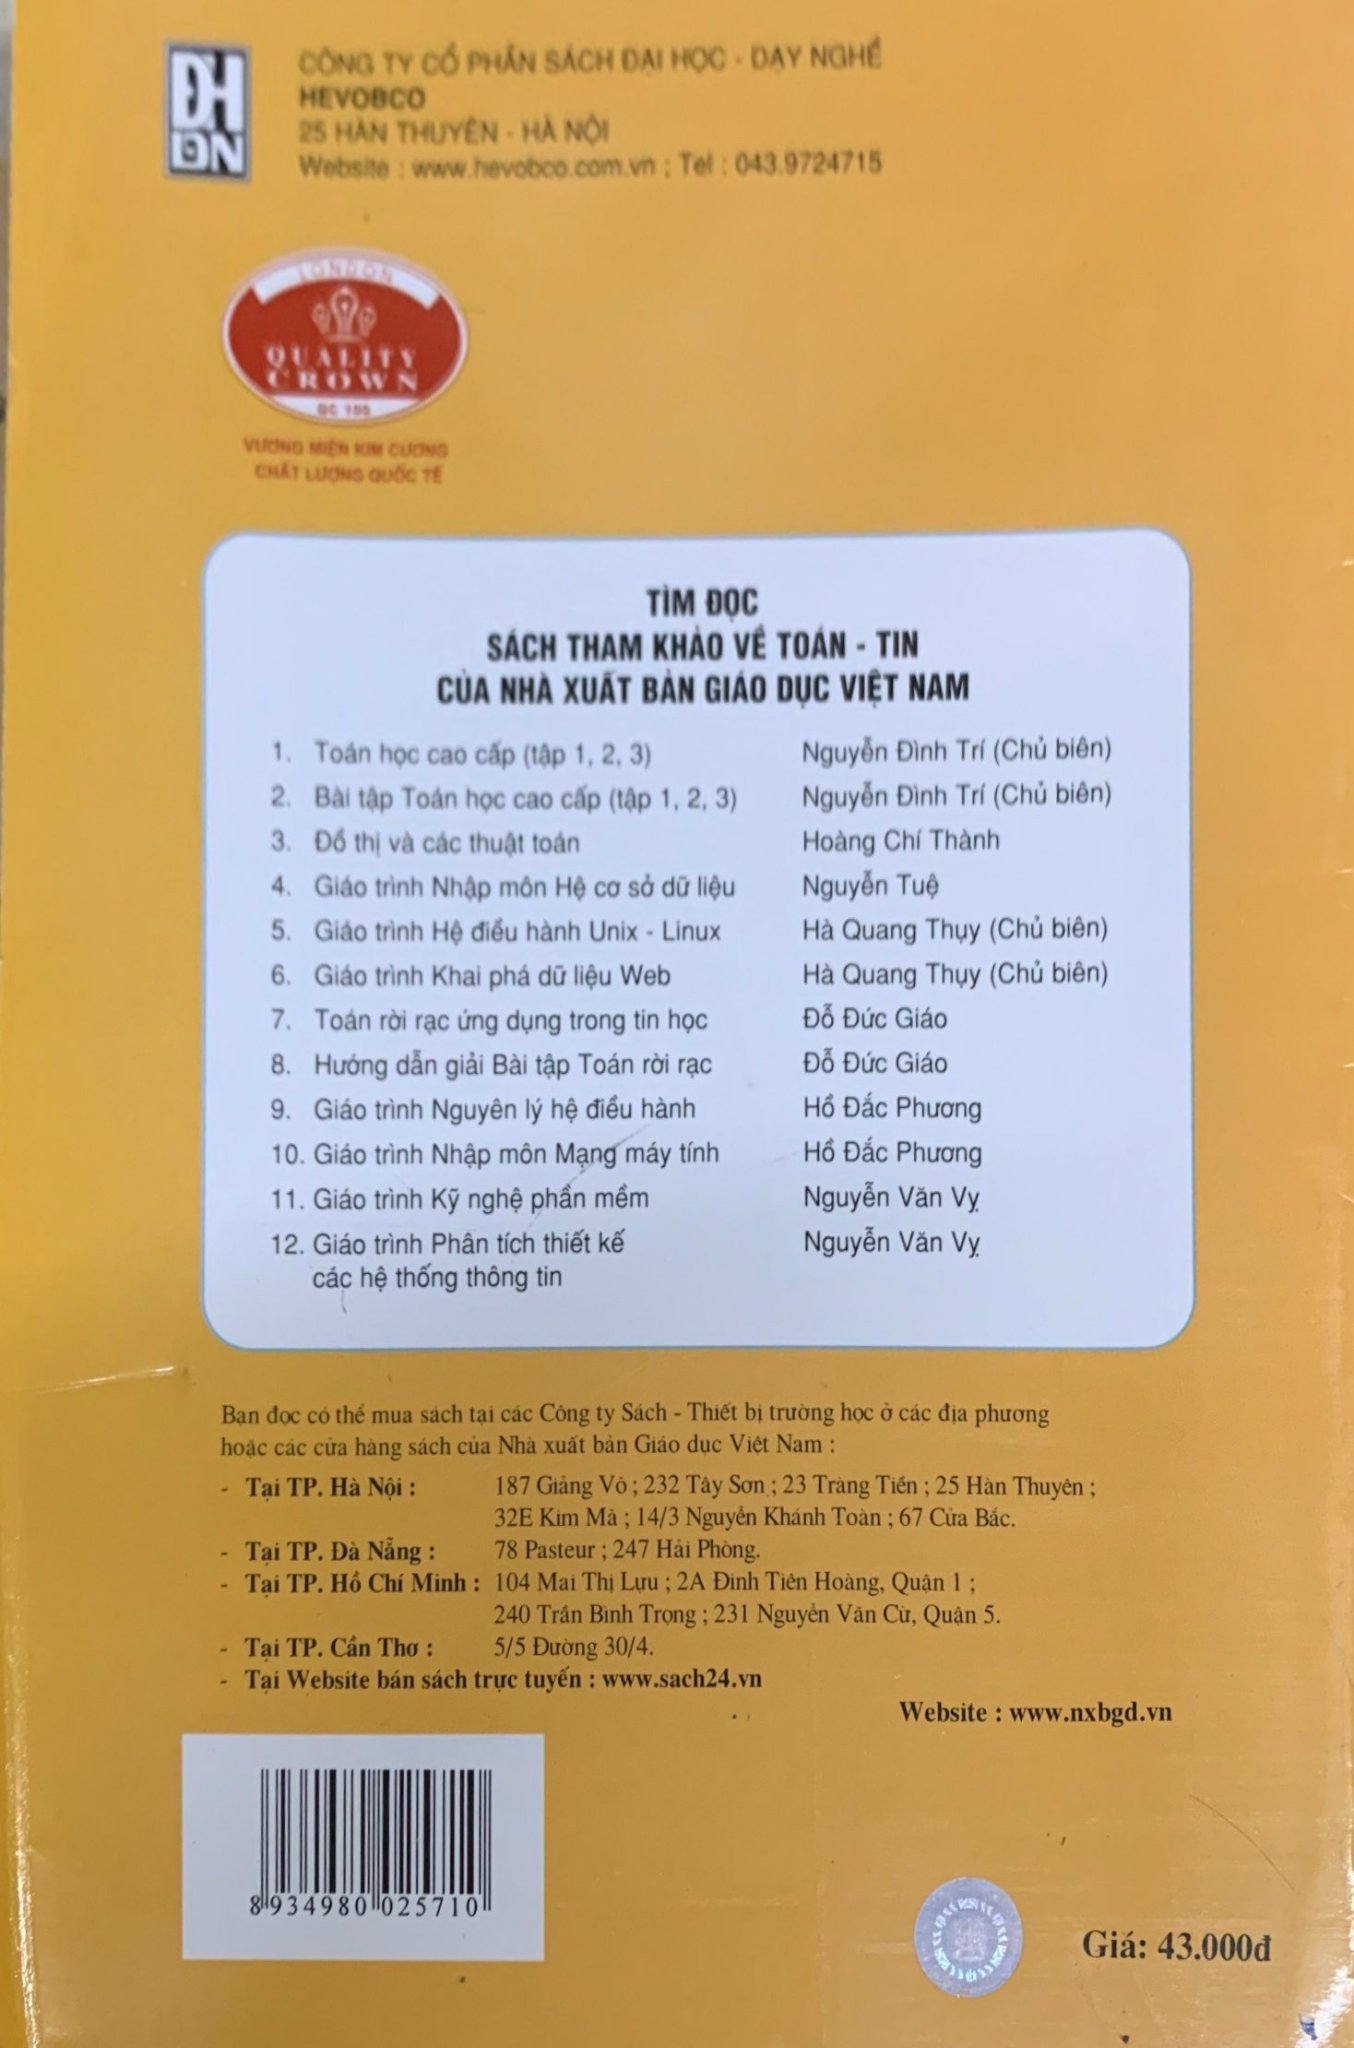 ĐH
DN
CÔNG TY CỔ PHẦN SÁCH ĐẠI HỌC - DẠY NGHỀ
HEVOBCO
25 HÀN THUYÊN - HÀ NỘI
Website : www.hevobco.com.vn ; Tel : 043.9724715
LONDON
QUALITY
CROWN
QC 100
VƯƠNG MIỆN KIM CƯƠNG
CHẤT LƯỢNG QUỐC TẾ
TÌM ĐỌC
SÁCH THAM KHẢO VỀ TOÁN - TIN
CỦA NHÀ XUẤT BẢN GIÁO DỤC VIỆT NAM
1. Toán học cao cấp (tập 1, 2, 3) Nguyễn Đình Trí (Chủ biên)
2. Bài tập Toán học cao cấp (tập 1, 2, 3) Nguyễn Đình Trí (Chủ biên)
3. Đồ thị và các thuật toán Hoàng Chí Thành
4. Giáo trình Nhập môn Hệ cơ sở dữ liệu Nguyễn Tuệ
5. Giáo trình Hệ điều hành Unix - Linux Hà Quang Thụy (Chủ biên)
6. Giáo trình Khai phá dữ liệu Web Hà Quang Thụy (Chủ biên)
7. Toán rời rạc ứng dụng trong tin học Đỗ Đức Giáo
8. Hướng dẫn giải Bài tập Toán rời rạc Đỗ Đức Giáo
9. Giáo trình Nguyên lý hệ điều hành Hồ Đắc Phương
10. Giáo trình Nhập môn Mạng máy tính Hồ Đắc Phương
11. Giáo trình Kỹ nghệ phần mềm Nguyễn Văn Vỵ
12. Giáo trình Phân tích thiết kế Nguyễn Văn Vỵ
các hệ thống thông tin
Bạn đọc có thể mua sách tại các Công ty Sách - Thiết bị trường học ở các địa phương
hoặc các cửa hàng sách của Nhà xuất bản Giáo dục Việt Nam :
- Tại TP. Hà Nội : 187 Giảng Võ ; 232 Tây Sơn ; 23 Tràng Tiền ; 25 Hàn Thuyên ;
32E Kim Mã ; 14/3 Nguyễn Khánh Toàn ; 67 Cửa Bắc.
- Tại TP. Đà Nẵng : 78 Pasteur ; 247 Hải Phòng.
- Tại TP. Hồ Chí Minh : 104 Mai Thị Lựu ; 2A Đinh Tiên Hoàng, Quận 1 ;
240 Trần Bình Trọng ; 231 Nguyễn Văn Cừ, Quận 5.
- Tại TP. Cần Thơ : 5/5 Đường 30/4.
- Tại Website bán sách trực tuyến : www.sach24.vn
Website : www.nxbgd.vn
8 934980 025710
Giá: 43.000đ